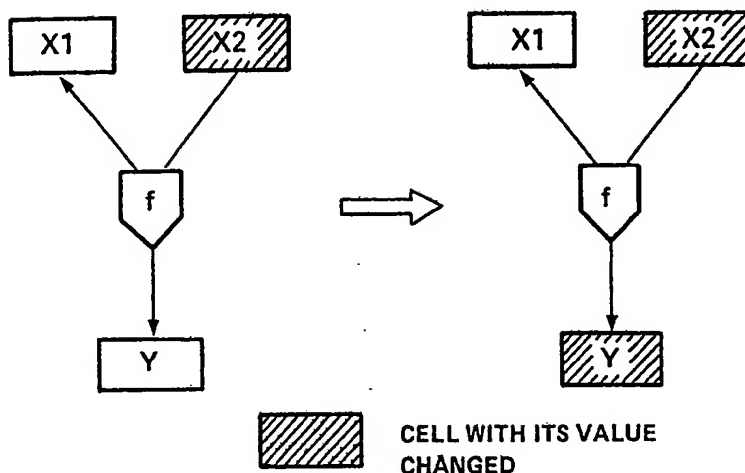 X1 X2 X1 X2
f f
Y Y
CELL WITH ITS VALUE
CHANGED